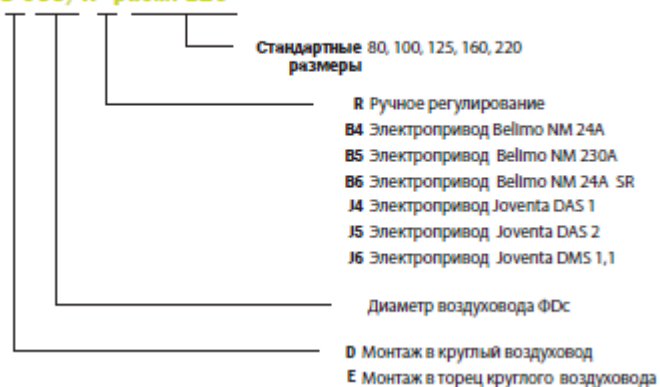 Стандартные 80, 100, 125, 160, 220
размеры
R Ручное регулирование
B4 Электропривод Belimo NM 24A
B5 Электропривод Belimo NM 230A
B6 Электропривод Belimo NM 24A SR
J4 Электропривод Joventa DAS 1
J5 Электропривод Joventa DAS 2
J6 Электропривод Joventa DMS 1,1
Диаметр воздуховода ФDc
D Монтаж в круглый воздуховод
E Монтаж в торец круглого воздуховода